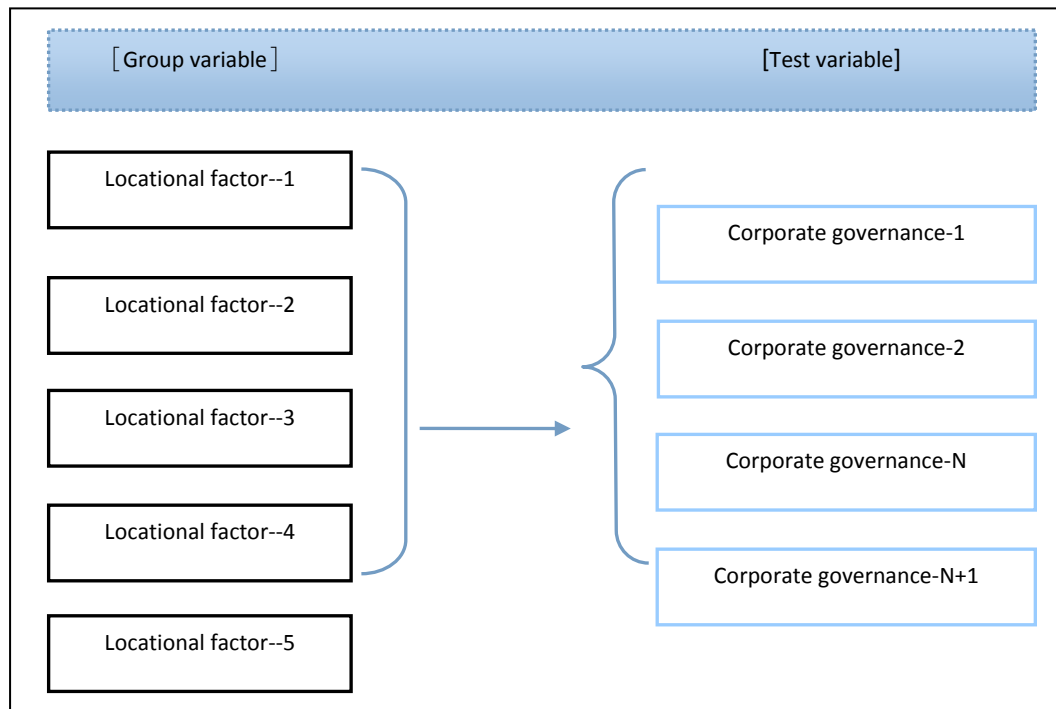 ［Group variable］
[Test variable]
Locational factor--1
Locational factor--2
Locational factor--3
Locational factor--4
Locational factor--5
Corporate governance-1
Corporate governance-2
Corporate governance-N
Corporate governance-N+1